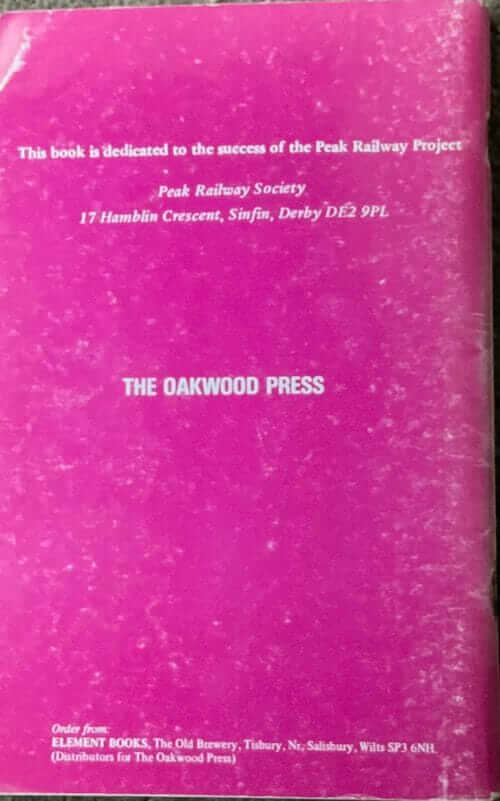 This book is dedicated to the success of the Peak Railway Project
Peak Railway Society
17 Hamblin Crescent, Sinfin, Derby DE2 9PL
THE OAKWOOD PRESS
Order from:
ELEMENT BOOKS, The Old Brewery, Tisbury, Nr. Salisbury, Wilts SP3 6NH
(Distributors for The Oakwood Press)